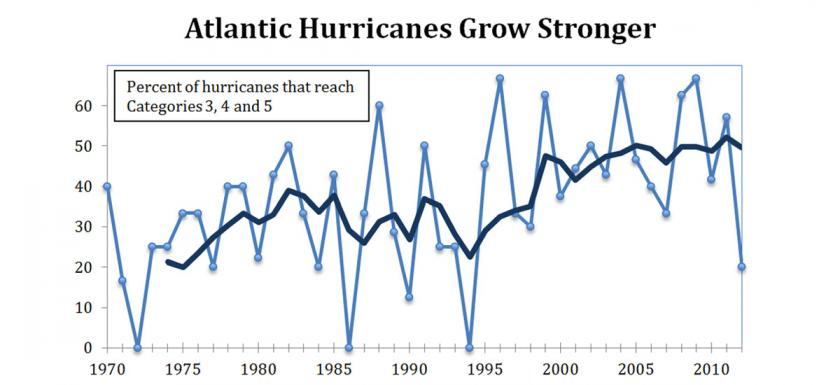 Atlantic Hurricanes Grow Stronger
Percent of hurricanes that reach
Categories 3, 4 and 5
60
50
40
30
20
10
0
1970 1975 1980 1985 1990 1995 2000 2005 2010